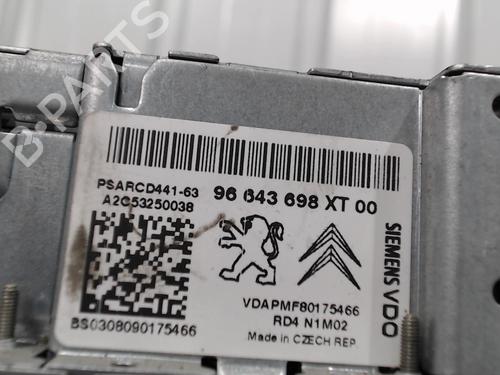 PSARCD441-63
A2C53250038
96 643 698 XT 00
SIEMENS VDO
VDAPMF80175466
RD4 N1M02
Made in CZECH REP.
BS0308090175466
B-PARTS